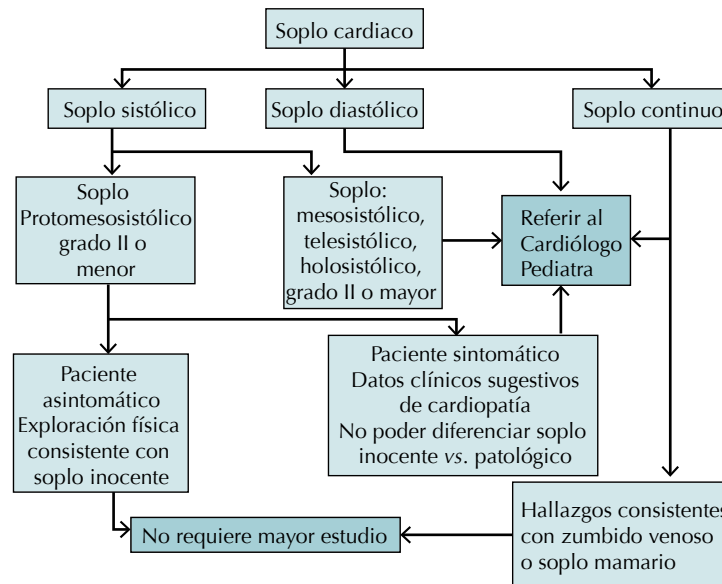 Soplo cardiaco
Soplo sistólico
Soplo diastólico
Soplo continuo
Soplo
Protomesosistólico
grado II o
menor
Soplo:
mesosistólico,
telesistólico,
holosistólico,
grado II o mayor
Referir al
Cardiólogo
Pediatra
Paciente
asintomático
Exploración física
consistente con
soplo inocente
Paciente sintomático
Datos clínicos sugestivos
de cardiopatía
No poder diferenciar soplo
inocente vs. patológico
No requiere mayor estudio
Hallazgos consistentes
con zumbido venoso
o soplo mamario